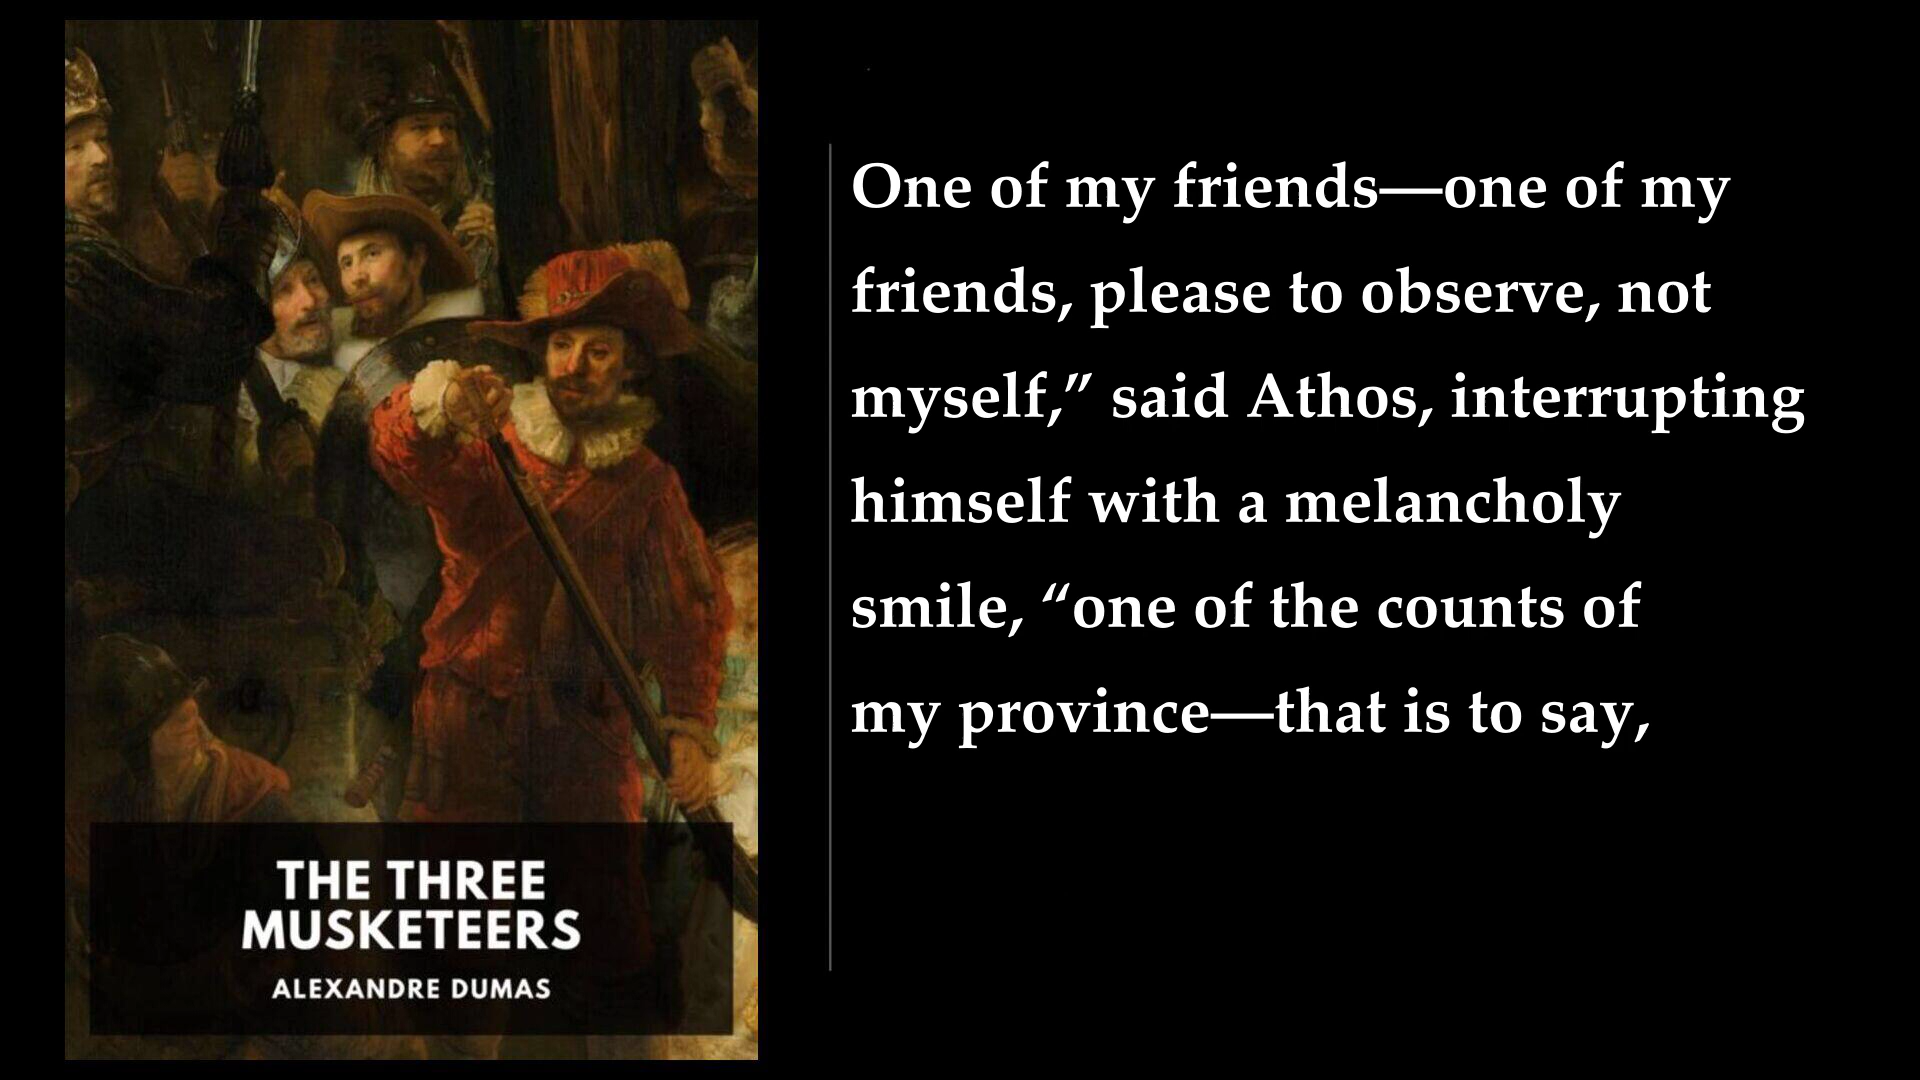 One of my friends—one of my
friends, please to observe, not
myself,” said Athos, interrupting
himself with a melancholy
smile, “one of the counts of
my province—that is to say,
THE THREE
MUSKETEERS
ALEXANDRE DUMAS